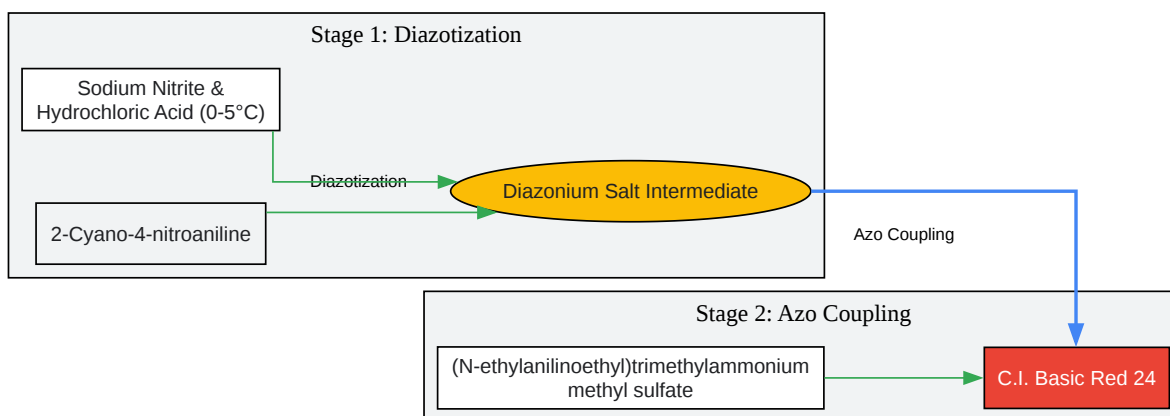 Stage 1: Diazotization
Sodium Nitrite &
Hydrochloric Acid (0-5°C)
Diazotization
Diazonium Salt Intermediate
2-Cyano-4-nitroaniline
Azo Coupling
Stage 2: Azo Coupling
(N-ethylanilinoethyl)trimethylammonium
methyl sulfate
C.I. Basic Red 24